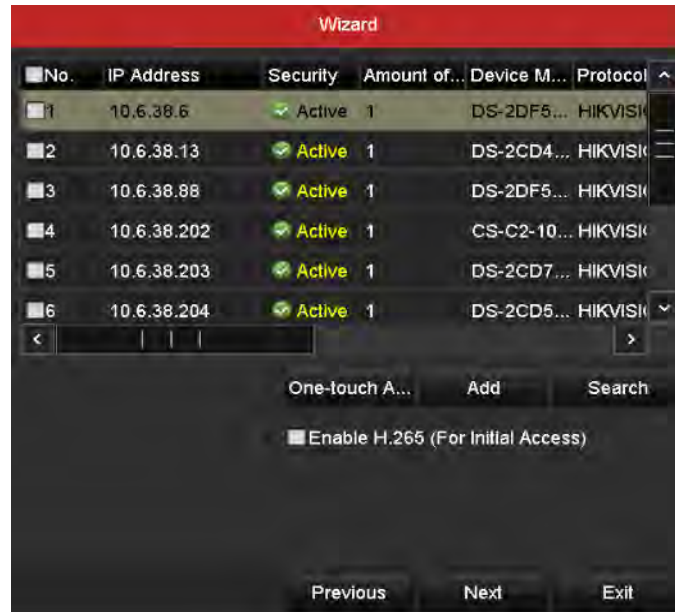 Wizard
No. IP Address Security Amount of... Device M... Protocol
1 10.6.38.6 Active 1 DS-2DF5... HIKVISI
2 10.6.38.13 Active 1 DS-2CD4... HIKVISI
3 10.6.38.88 Active 1 DS-2DF5... HIKVISI
4 10.6.38.202 Active 1 CS-C2-10... HIKVISI
5 10.6.38.203 Active 1 DS-2CD7... HIKVISI
6 10.6.38.204 Active 1 DS-2CD5... HIKVISI
One-touch A... Add Search
Enable H.265 (For Initial Access)
Previous Next Exit